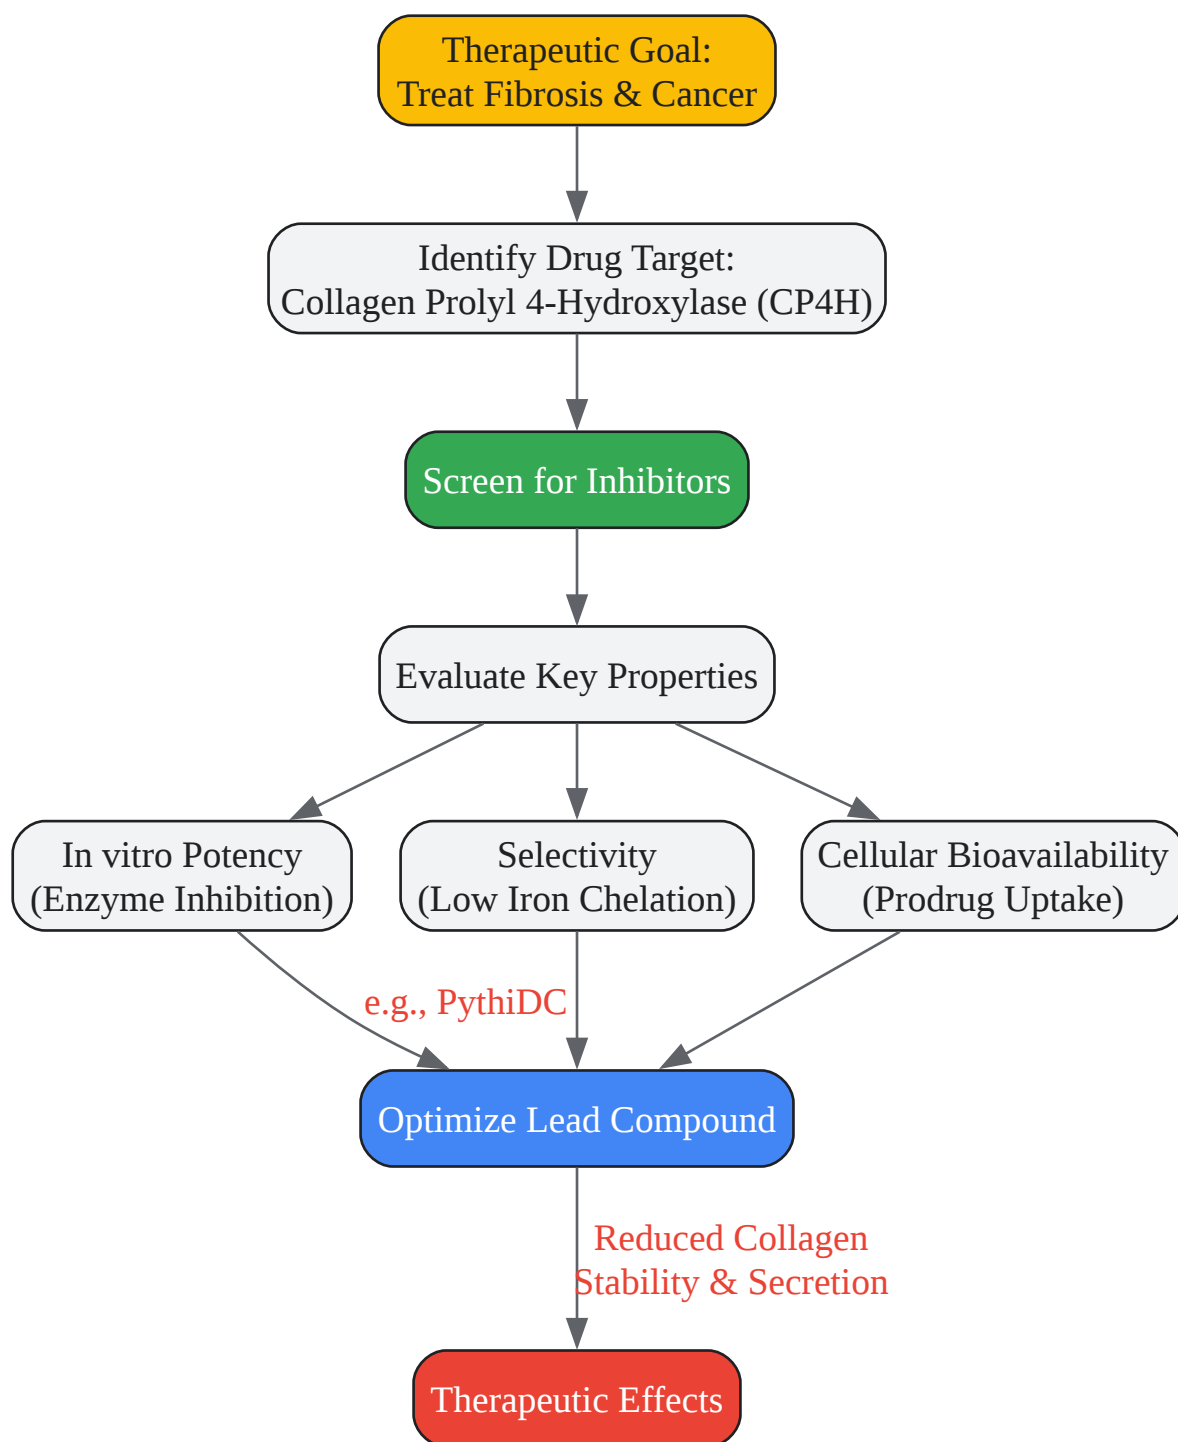 Therapeutic Goal:
Treat Fibrosis & Cancer
Identify Drug Target:
Collagen Prolyl 4-Hydroxylase (CP4H)
Screen for Inhibitors
Evaluate Key Properties
In vitro Potency
(Enzyme Inhibition)
Selectivity
(Low Iron Chelation)
Cellular Bioavailability
(Prodrug Uptake)
e.g., PythiDC
Optimize Lead Compound
Reduced Collagen
Stability & Secretion
Therapeutic Effects